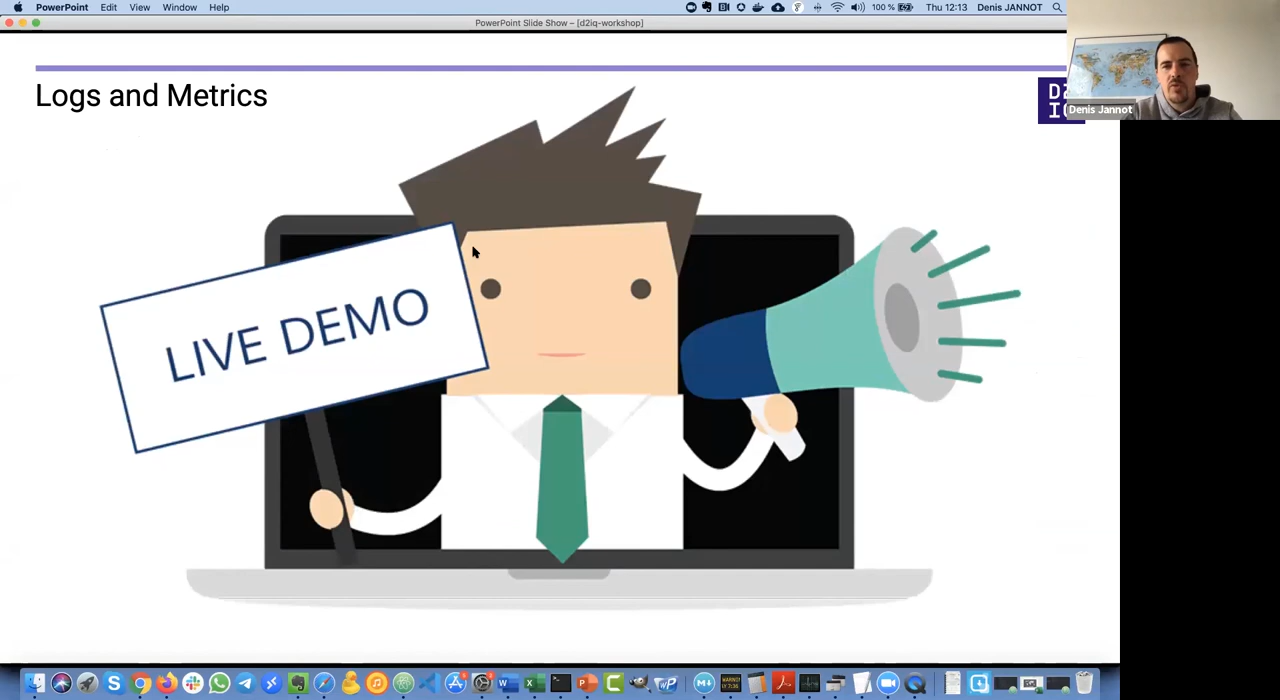 PowerPoint Edit View Window Help
100 % Thu 12:13 Denis JANNOT
PowerPoint Slide Show – [d2iq-workshop]
Logs and Metrics
Denis Jannot
LIVE DEMO